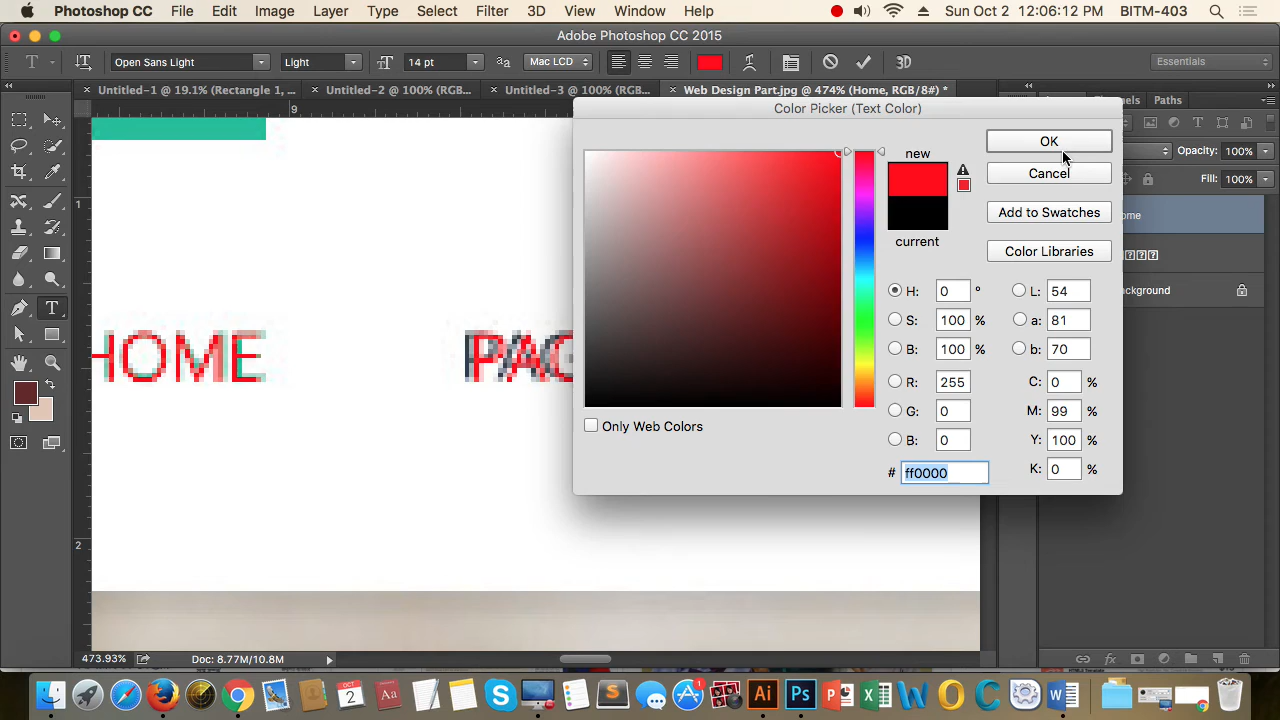 Photoshop CC File Edit Image Layer Type Select Filter 3D View Window Help Sun Oct 2 12:06:12 PM BITM-403
Adobe Photoshop CC 2015
T Open Sans Light Light 14 pt Mac LCD 3D Essentials
Untitled-1 @ 19.1% (Rectangle 1, ... Untitled-2 @ 100% (RGB... Untitled-3 @ 100% (RGB... Web Design Part.jpg @ 474% (Home, RGB/8#) *
Paths
9
Color Picker (Text Color)
OK
new
Cancel
Opacity: 100%
Fill: 100%
1
Add to Swatches
current
Color Libraries
H: 0 ° L: 54
S: 100 % a: 81
B: 100 % b: 70
R: 255 C: 0 %
G: 0 M: 99 %
B: 0 Y: 100 %
# ff0000 K: 0 %
Only Web Colors
HOME
2
473.93% Doc: 8.77M/10.8M